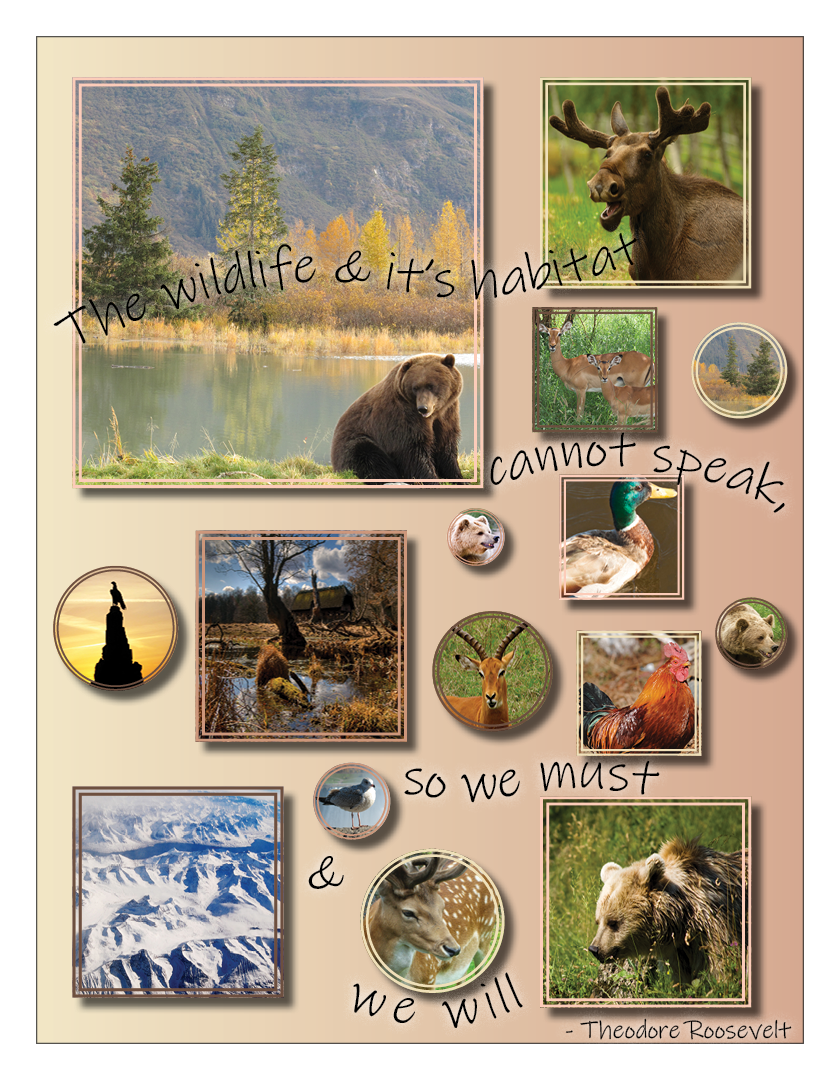 The wildlife & it's habitat
cannot speak,
so we must
&
we will
- Theodore Roosevelt